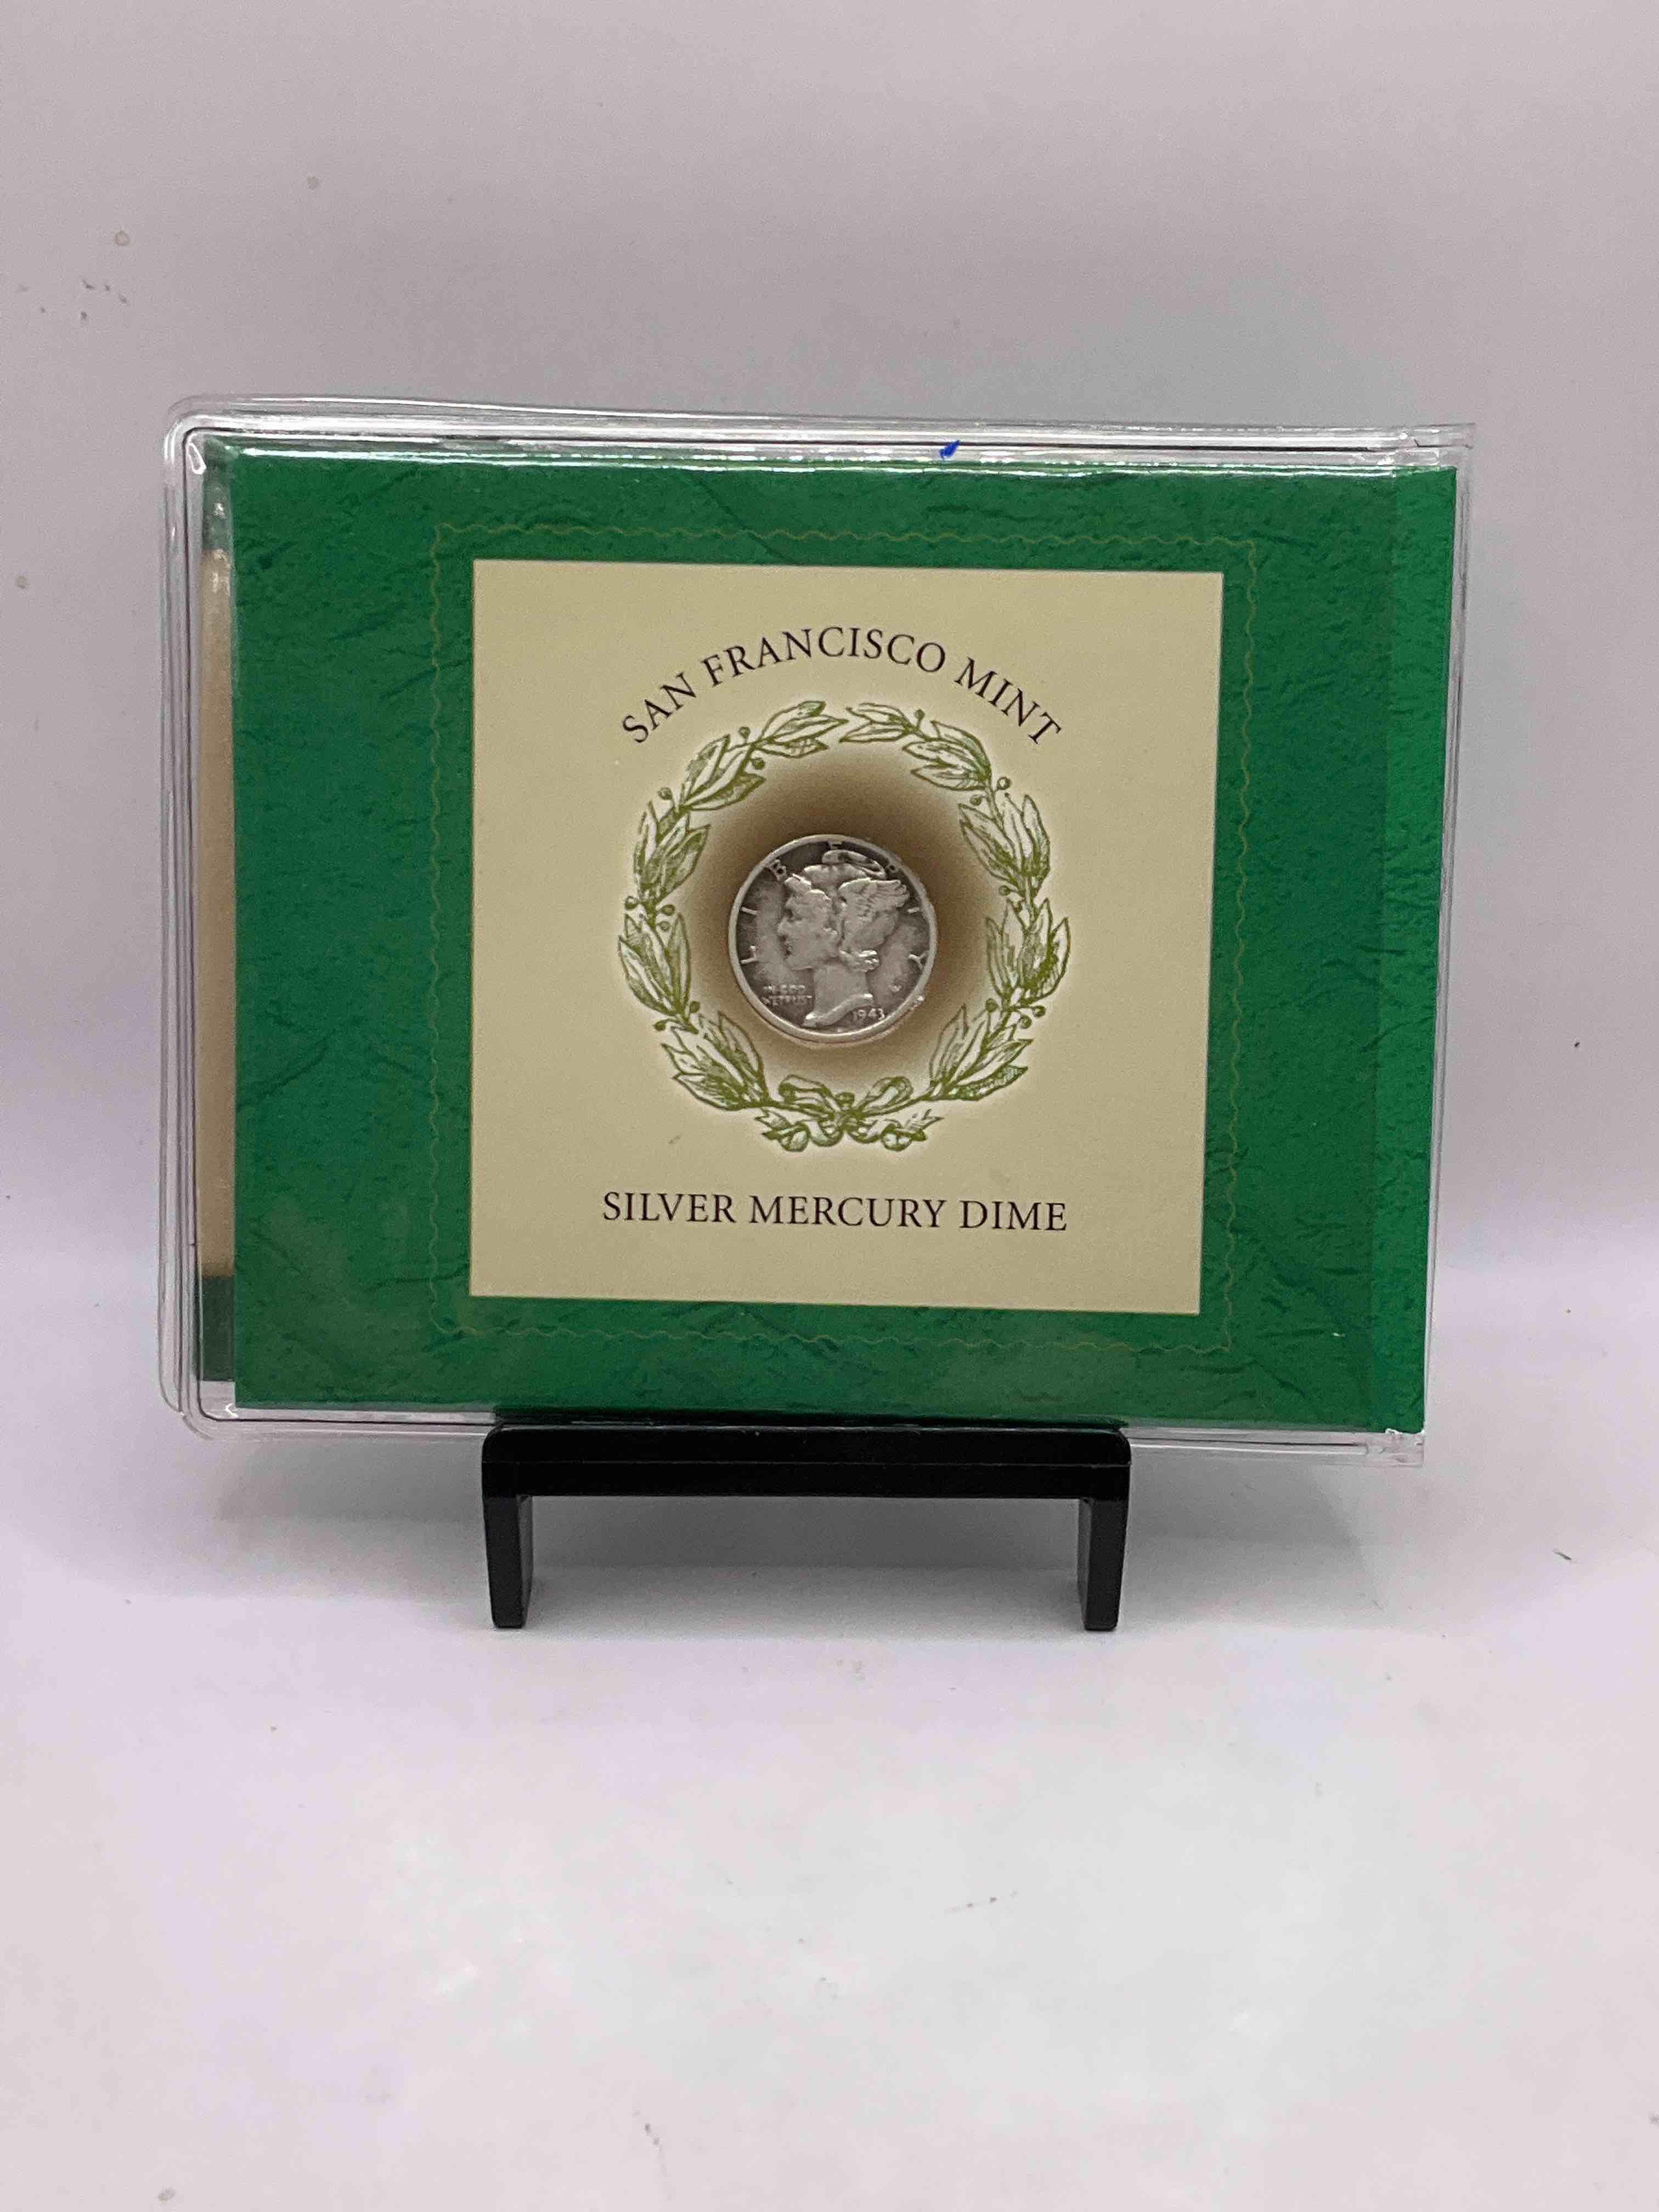 SAN FRANCISCO MINT
LIBERTY
IN GOD
WE TRUST
1943
SILVER MERCURY DIME